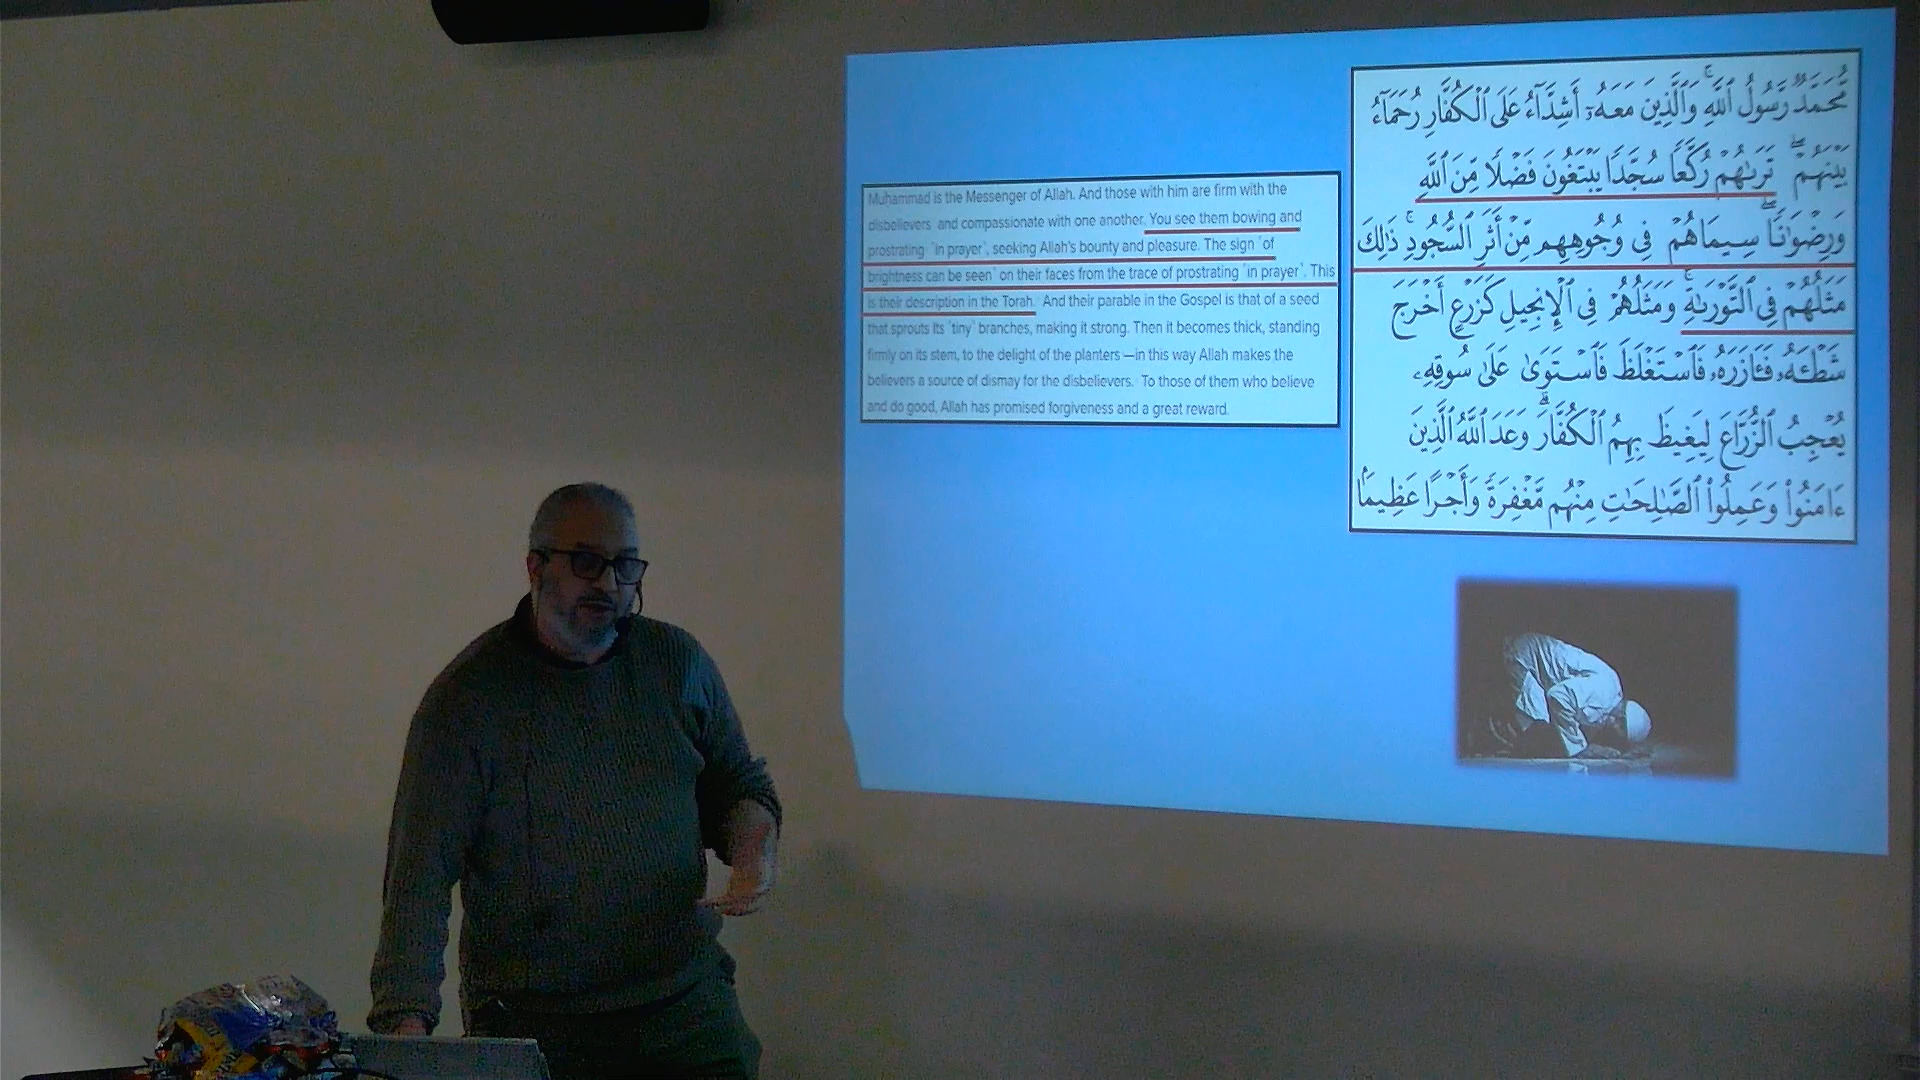 Muhammad is the Messenger of Allah. And those with him are firm with the
disbelievers and compassionate with one another. You see them bowing and
prostrating ˹in prayer˺, seeking Allah's bounty and pleasure. The sign ˹of
brightness can be seen˺ on their faces from the trace of prostrating ˹in prayer˺. This
is their description in the Torah. And their parable in the Gospel is that of a seed
that sprouts its ˹tiny˺ branches, making it strong. Then it becomes thick, standing
firmly on its stem, to the delight of the planters —in this way Allah makes the
believers a source of dismay for the disbelievers. To those of them who believe
and do good, Allah has promised forgiveness and a great reward.
مُّحَمَّدٌ رَّسُولُ ٱللَّهِ ۚ وَٱلَّذِينَ مَعَهُۥٓ أَشِدَّآءُ عَلَى ٱلْكُفَّارِ رُحَمَآءُ
بَيْنَهُمْ ۖ تَرَىٰهُمْ رُكَّعًا سُجَّدًا يَبْتَغُونَ فَضْلًا مِّنَ ٱللَّهِ
وَرِضْوَٰنًا ۖ سِيمَاهُمْ فِى وُجُوهِهِم مِّنْ أَثَرِ ٱلسُّجُودِ ۚ ذَٰلِكَ
مَثَلُهُمْ فِى ٱلتَّوْرَىٰةِ ۚ وَمَثَلُهُمْ فِى ٱلْإِنجِيلِ كَزَرْعٍ أَخْرَجَ
شَطْـَٔهُۥ فَـَٔازَرَهُۥ فَٱسْتَغْلَظَ فَٱسْتَوَىٰ عَلَىٰ سُوقِهِۦ
يُعْجِبُ ٱلزُّرَّاعَ لِيَغِيظَ بِهِمُ ٱلْكُفَّارَ ۗ وَعَدَ ٱللَّهُ ٱلَّذِينَ
ءَامَنُوا۟ وَعَمِلُوا۟ ٱلصَّٰلِحَٰتِ مِنْهُم مَّغْفِرَةً وَأَجْرًا عَظِيمًۢا